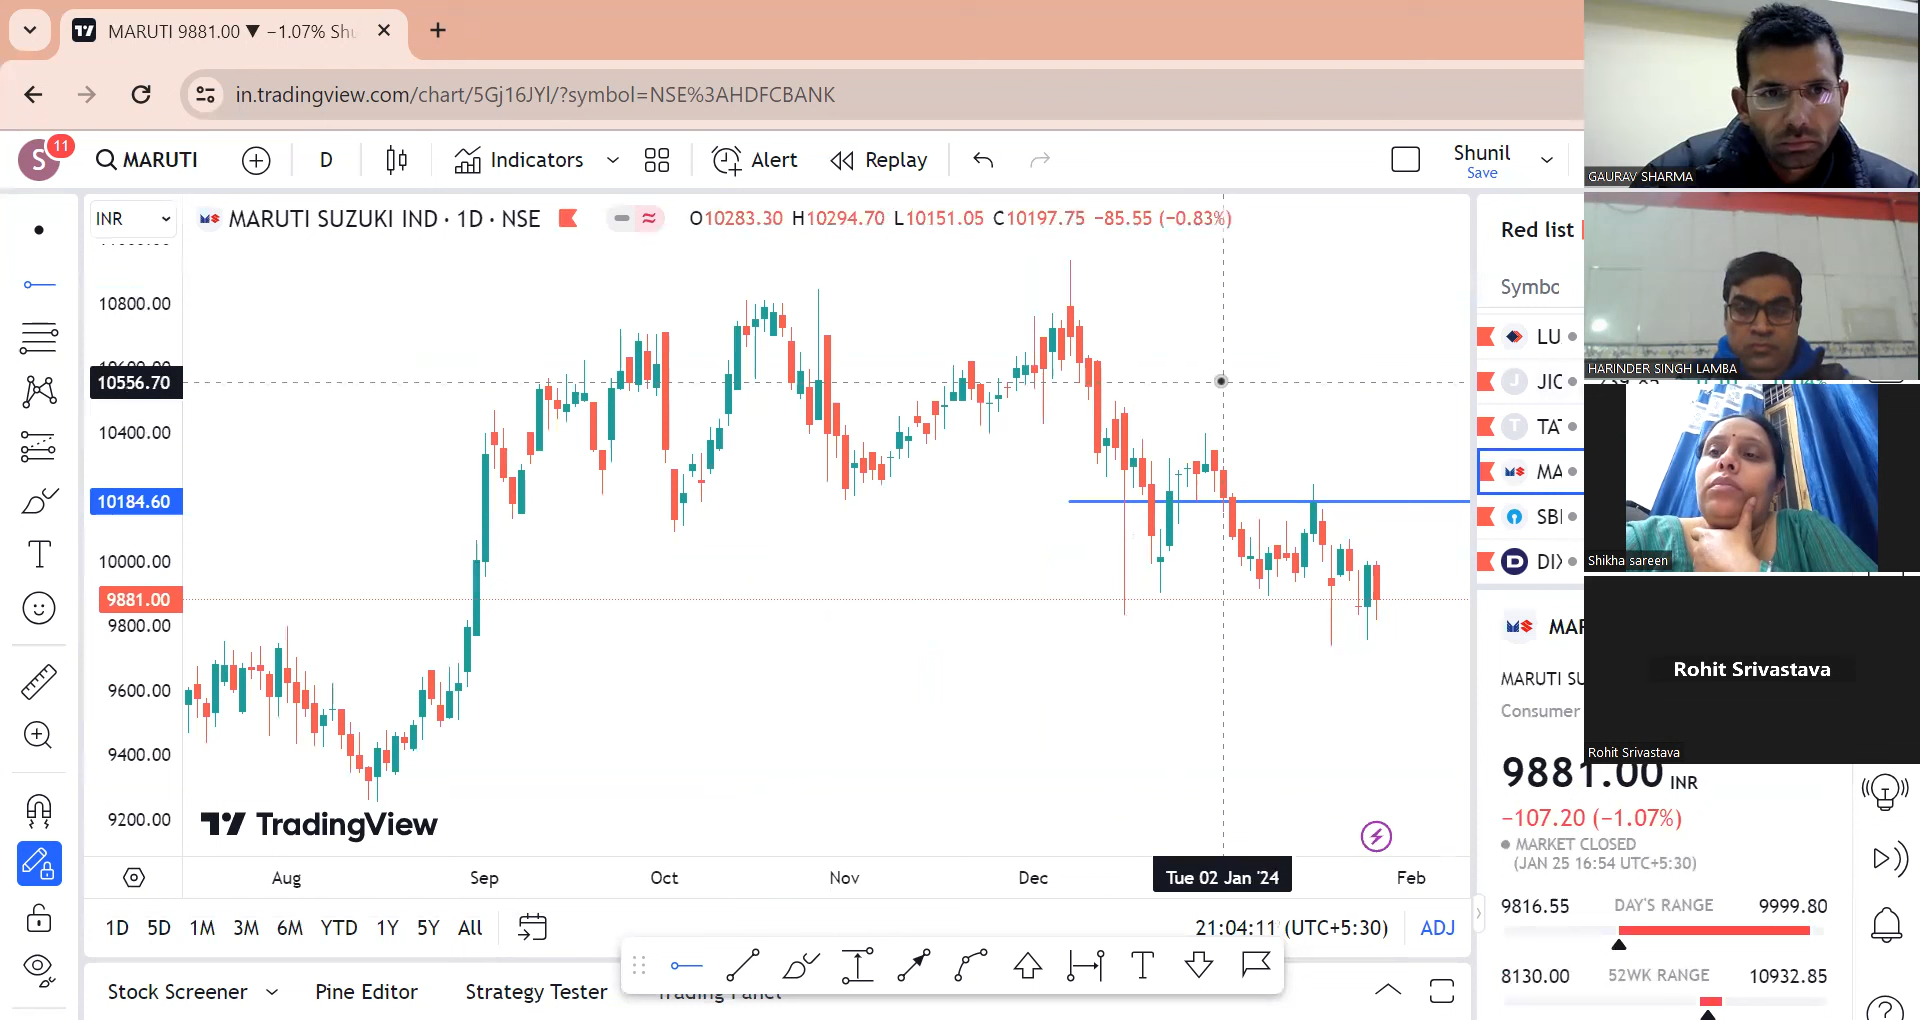 MARUTI 9881.00 ▼ −1.07% Shu
in.tradingview.com/chart/5Gj16JYl/?symbol=NSE%3AHDFCBANK
S 11 MARUTI D Indicators Alert Replay Shunil
Save
INR MARUTI SUZUKI IND · 1D · NSE O10283.30 H10294.70 L10151.05 C10197.75 −85.55 (−0.83%)
Red list
Symbo
10800.00
10556.70
10400.00
10184.60
10000.00
9881.00
9800.00
9600.00
9400.00
9200.00
TradingView
Aug Sep Oct Nov Dec Tue 02 Jan '24 Feb
1D 5D 1M 3M 6M YTD 1Y 5Y All 21:04:11 (UTC+5:30) ADJ
Stock Screener Pine Editor Strategy Tester
LU
J JIC
T TA
MA
SBI
D DI
MAR
MARUTI SU
Consumer
9881.00 INR
−107.20 (−1.07%)
MARKET CLOSED
(JAN 25 16:54 UTC+5:30)
9816.55 DAY'S RANGE 9999.80
8130.00 52WK RANGE 10932.85
GAURAV SHARMA
HARINDER SINGH LAMBA
Shikha sareen
Rohit Srivastava
Rohit Srivastava